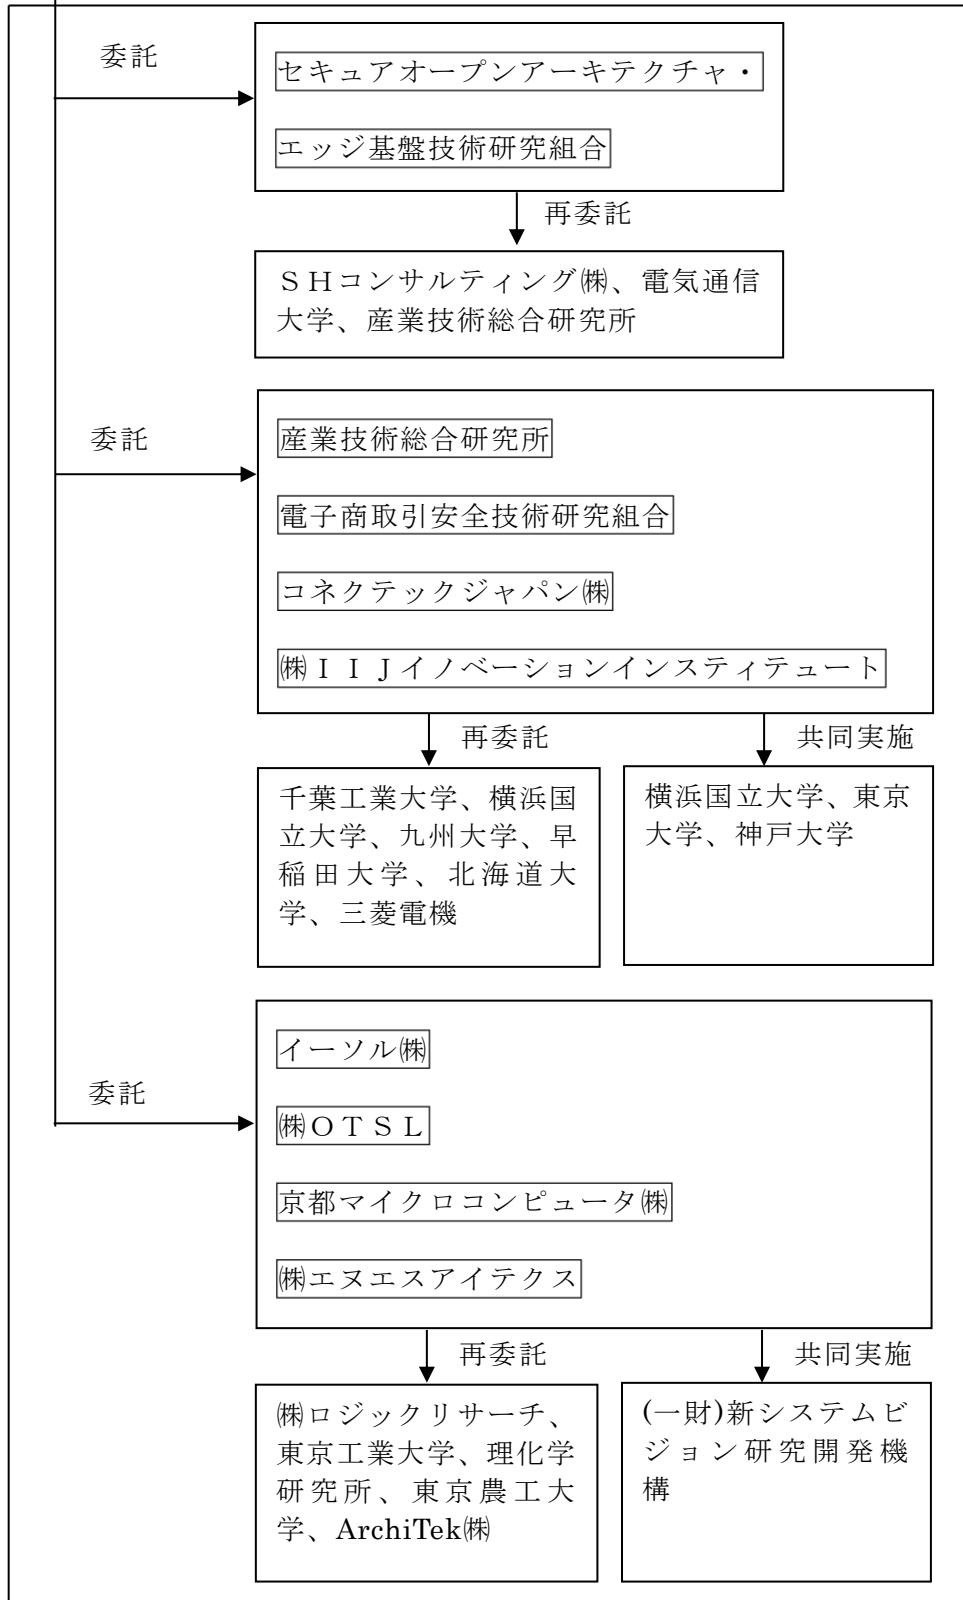 委託
セキュアオープンアーキテクチャ・
エッジ基盤技術研究組合
再委託
ＳＨコンサルティング㈱、電気通信
大学、産業技術総合研究所
委託
産業技術総合研究所
電子商取引安全技術研究組合
コネクテックジャパン㈱
㈱ＩＩＪイノベーションインスティテュート
再委託
共同実施
千葉工業大学、横浜国
立大学、九州大学、早
稲田大学、北海道大
学、三菱電機
横浜国立大学、東京
大学、神戸大学
委託
イーソル㈱
㈱ＯＴＳＬ
京都マイクロコンピュータ㈱
㈱エヌエスアイテクス
再委託
共同実施
㈱ロジックリサーチ、
東京工業大学、理化学
研究所、東京農工大
学、ArchiTek㈱
(一財)新システムビ
ジョン研究開発機
構